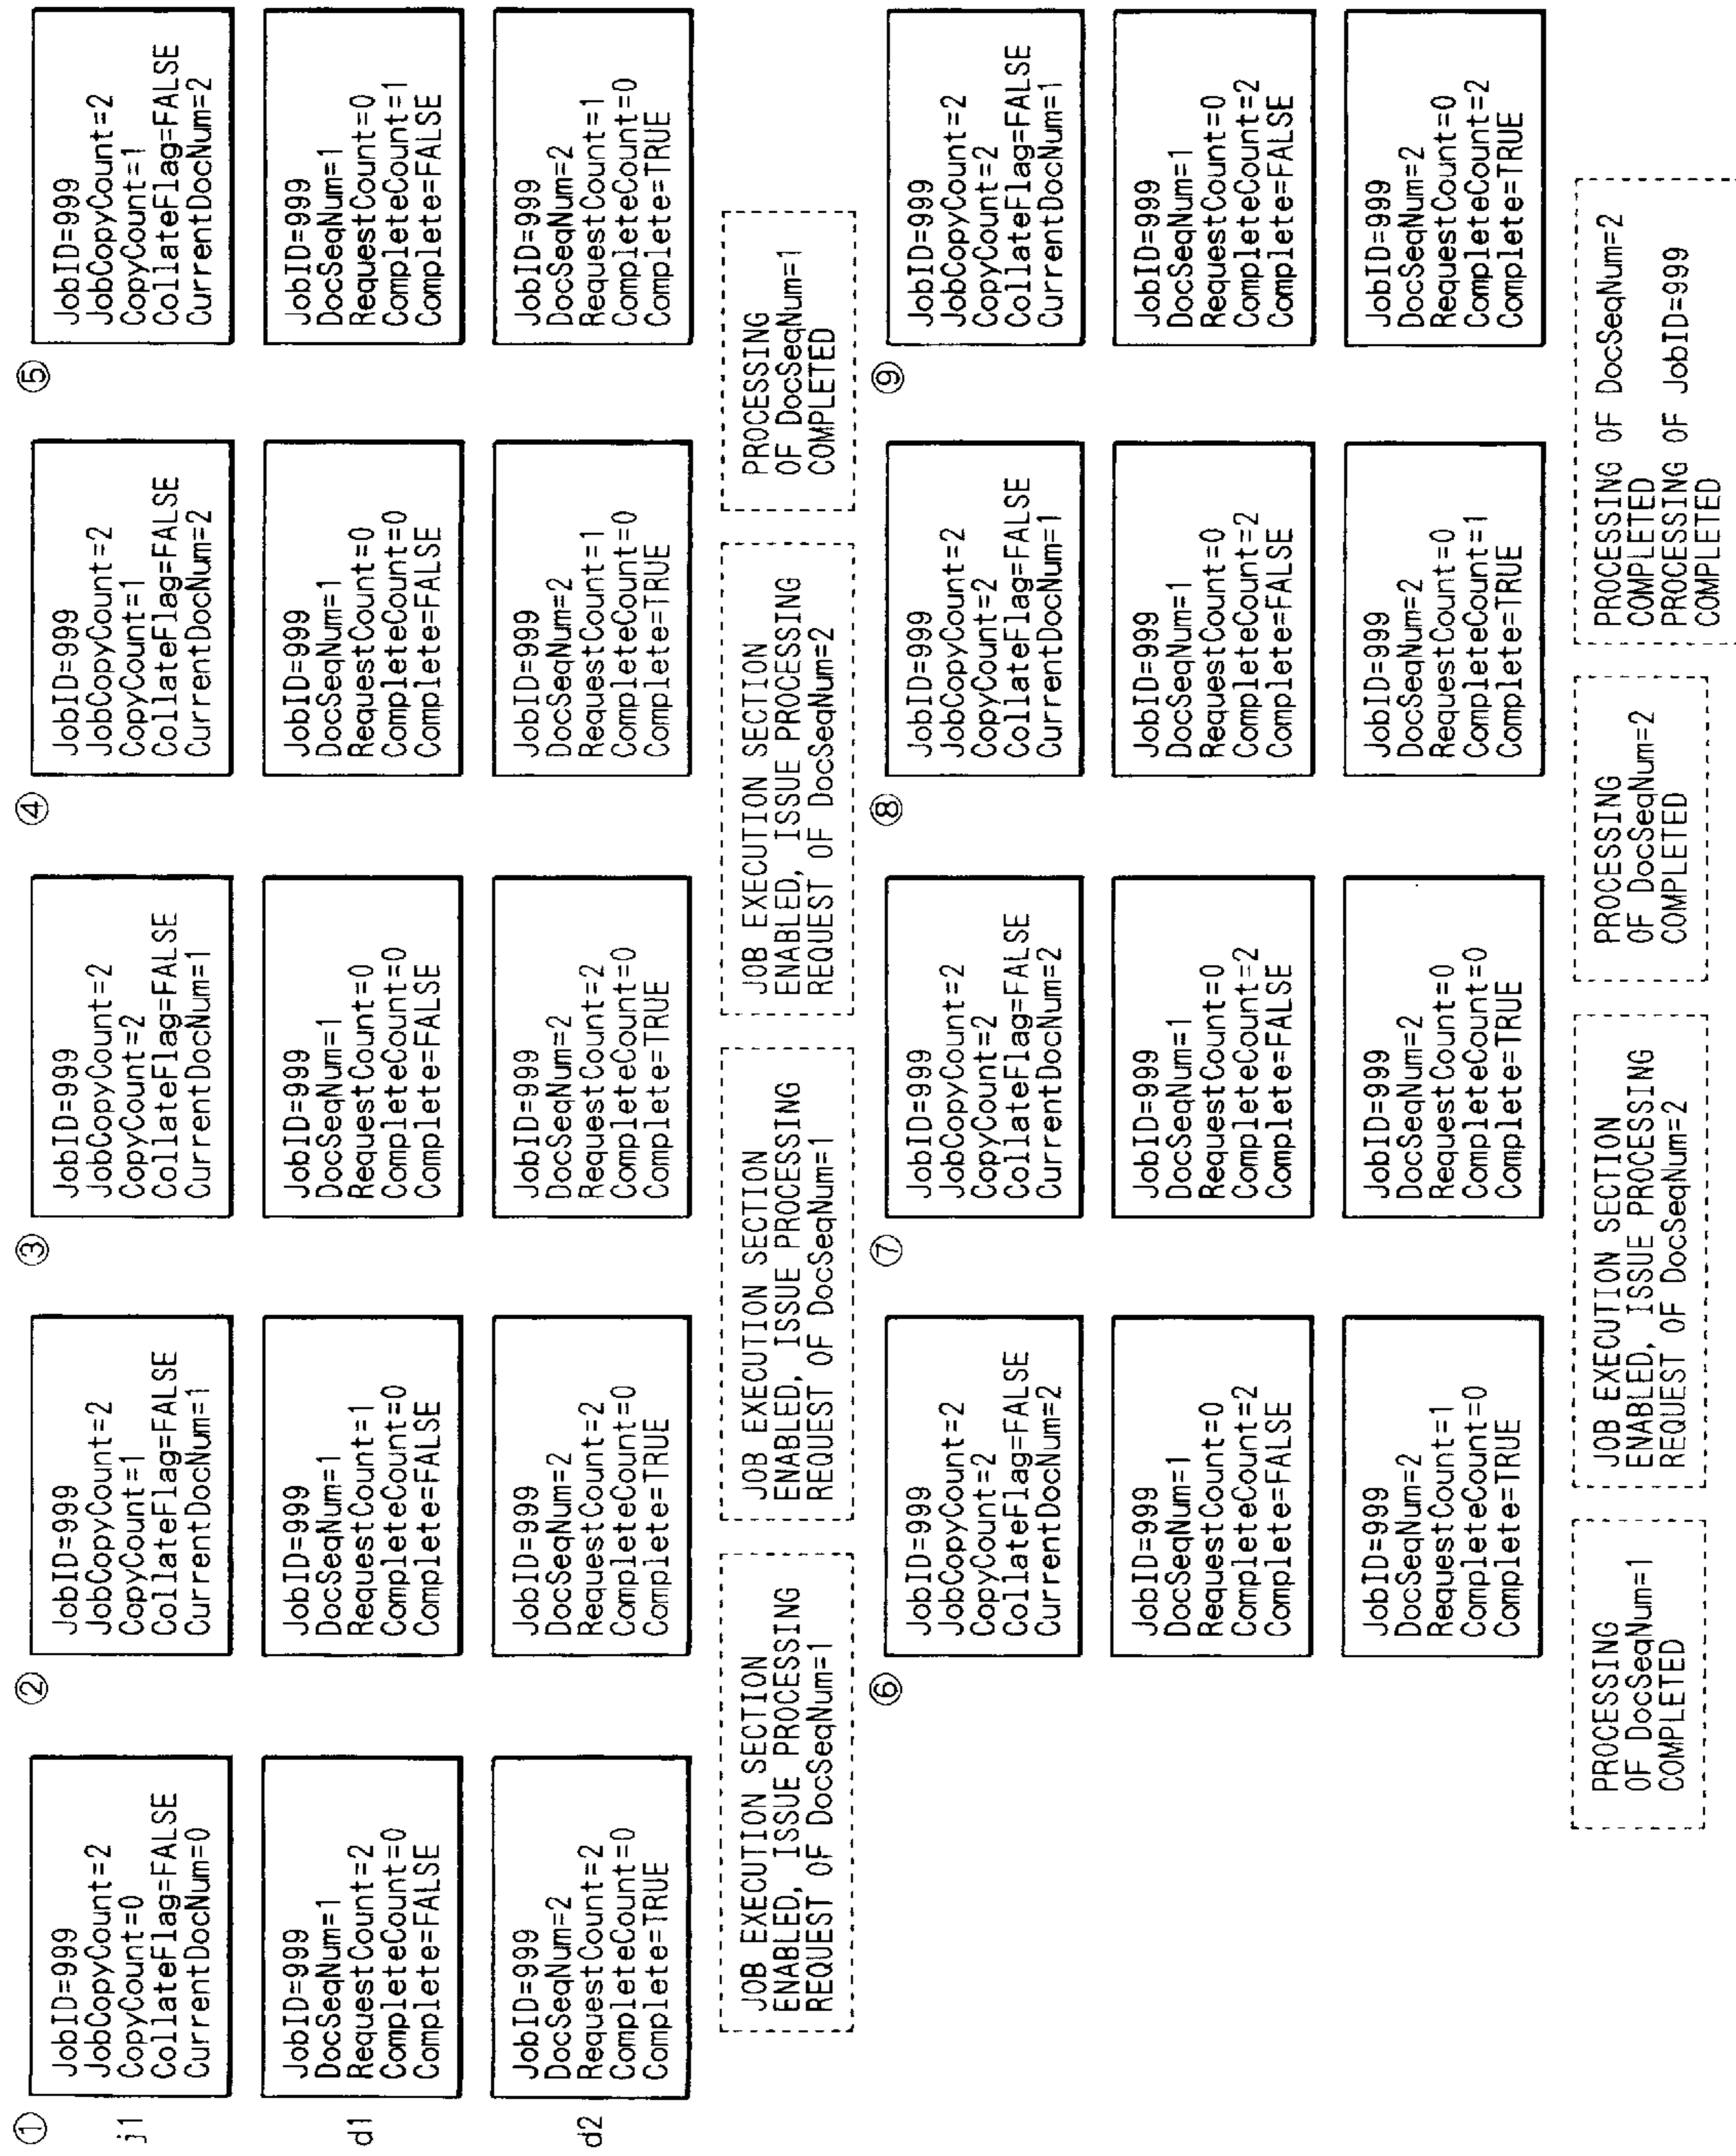 ①
j1
JobID=999
JobCopyCount=2
CopyCount=0
CollateFlag=FALSE
CurrentDocNum=0
d1
JobID=999
DocSeqNum=1
RequestCount=2
CompleteCount=0
Complete=FALSE
d2
JobID=999
DocSeqNum=2
RequestCount=2
CompleteCount=0
Complete=TRUE
②
JobID=999
JobCopyCount=2
CopyCount=1
CollateFlag=FALSE
CurrentDocNum=1
JobID=999
DocSeqNum=1
RequestCount=1
CompleteCount=0
Complete=FALSE
JobID=999
DocSeqNum=2
RequestCount=2
CompleteCount=0
Complete=TRUE
③
JobID=999
JobCopyCount=2
CopyCount=2
CollateFlag=FALSE
CurrentDocNum=1
JobID=999
DocSeqNum=1
RequestCount=0
CompleteCount=0
Complete=FALSE
JobID=999
DocSeqNum=2
RequestCount=2
CompleteCount=0
Complete=TRUE
④
JobID=999
JobCopyCount=2
CopyCount=1
CollateFlag=FALSE
CurrentDocNum=2
JobID=999
DocSeqNum=1
RequestCount=0
CompleteCount=0
Complete=FALSE
JobID=999
DocSeqNum=2
RequestCount=1
CompleteCount=0
Complete=TRUE
⑤
JobID=999
JobCopyCount=2
CopyCount=1
CollateFlag=FALSE
CurrentDocNum=2
JobID=999
DocSeqNum=1
RequestCount=0
CompleteCount=1
Complete=FALSE
JobID=999
DocSeqNum=2
RequestCount=1
CompleteCount=0
Complete=TRUE
JOB EXECUTION SECTION
ENABLED, ISSUE PROCESSING
REQUEST OF DocSeqNum=1
JOB EXECUTION SECTION
ENABLED, ISSUE PROCESSING
REQUEST OF DocSeqNum=1
JOB EXECUTION SECTION
ENABLED, ISSUE PROCESSING
REQUEST OF DocSeqNum=2
PROCESSING
OF DocSeqNum=1
COMPLETED
⑥
JobID=999
JobCopyCount=2
CopyCount=2
CollateFlag=FALSE
CurrentDocNum=2
JobID=999
DocSeqNum=1
RequestCount=0
CompleteCount=2
Complete=FALSE
JobID=999
DocSeqNum=2
RequestCount=1
CompleteCount=0
Complete=TRUE
⑦
JobID=999
JobCopyCount=2
CopyCount=2
CollateFlag=FALSE
CurrentDocNum=2
JobID=999
DocSeqNum=1
RequestCount=0
CompleteCount=2
Complete=FALSE
JobID=999
DocSeqNum=2
RequestCount=0
CompleteCount=0
Complete=TRUE
⑧
JobID=999
JobCopyCount=2
CopyCount=2
CollateFlag=FALSE
CurrentDocNum=1
JobID=999
DocSeqNum=1
RequestCount=0
CompleteCount=2
Complete=FALSE
JobID=999
DocSeqNum=2
RequestCount=0
CompleteCount=1
Complete=TRUE
⑨
JobID=999
JobCopyCount=2
CopyCount=2
CollateFlag=FALSE
CurrentDocNum=1
JobID=999
DocSeqNum=1
RequestCount=0
CompleteCount=2
Complete=FALSE
JobID=999
DocSeqNum=2
RequestCount=0
CompleteCount=2
Complete=TRUE
PROCESSING
OF DocSeqNum=1
COMPLETED
JOB EXECUTION SECTION
ENABLED, ISSUE PROCESSING
REQUEST OF DocSeqNum=2
PROCESSING
OF DocSeqNum=2
COMPLETED
PROCESSING OF DocSeqNum=2
COMPLETED
PROCESSING OF JobID=999
COMPLETED